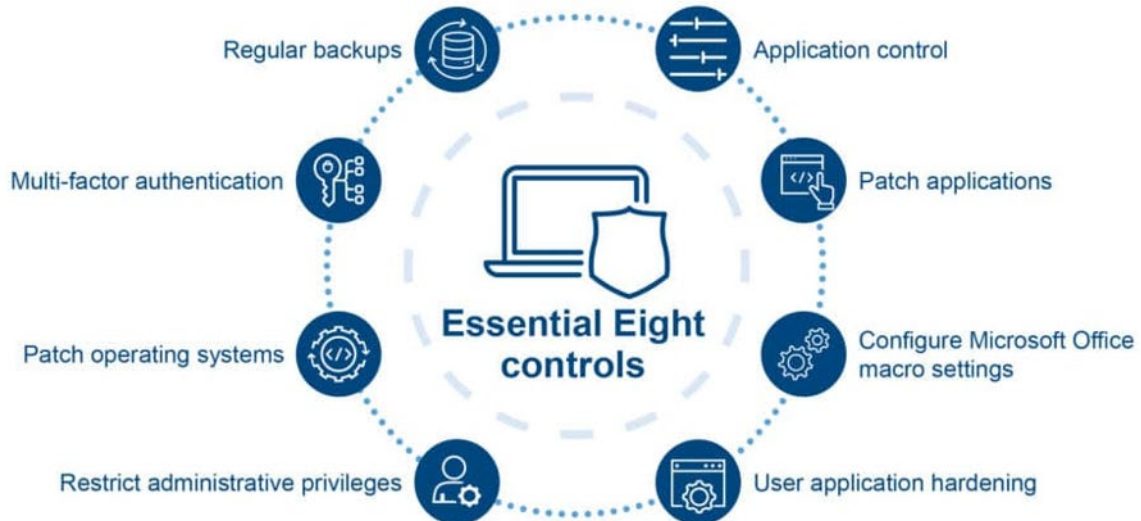 Regular backups
Application control
Multi-factor authentication
Patch applications
Essential Eight
controls
Patch operating systems
Configure Microsoft Office
macro settings
Restrict administrative privileges
User application hardening